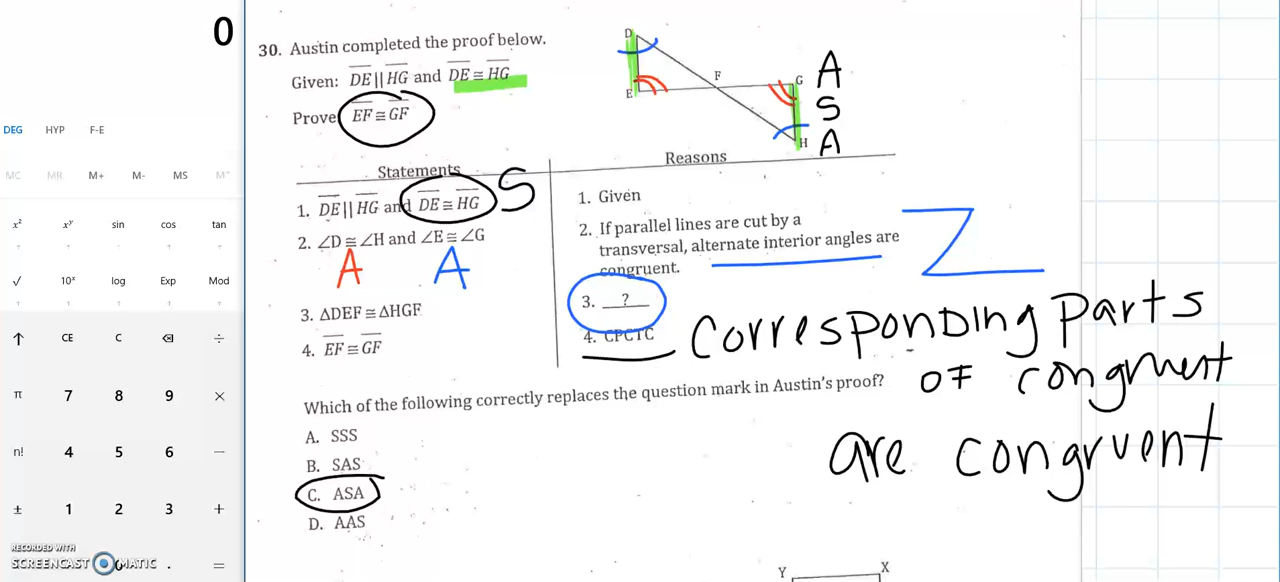 0
30. Austin completed the proof below.
Given: DE || HG and DE ≅ HG
Prove EF ≅ GF
D
E
F
G
H
A
S
A
DEG HYP F-E
MC MR M+ M- MS M˅
x² xʸ sin cos tan
√ 10ˣ log Exp Mod
↑ CE C ⌫ ÷
π 7 8 9 ×
n! 4 5 6 −
± 1 2 3 +
( 0 . =
RECORDED WITH
SCREENCAST MATIC
Statements
Reasons
1. DE || HG and DE ≅ HG S
2. ∠D ≅ ∠H and ∠E ≅ ∠G
A A
3. ΔDEF ≅ ΔHGF
4. EF ≅ GF
1. Given
2. If parallel lines are cut by a
transversal, alternate interior angles are
congruent.
Z
3. __?__
4. CPCTC
Corresponding Parts
of congruent
are congruent
Which of the following correctly replaces the question mark in Austin's proof?
A. SSS
B. SAS
C. ASA
D. AAS
Y X